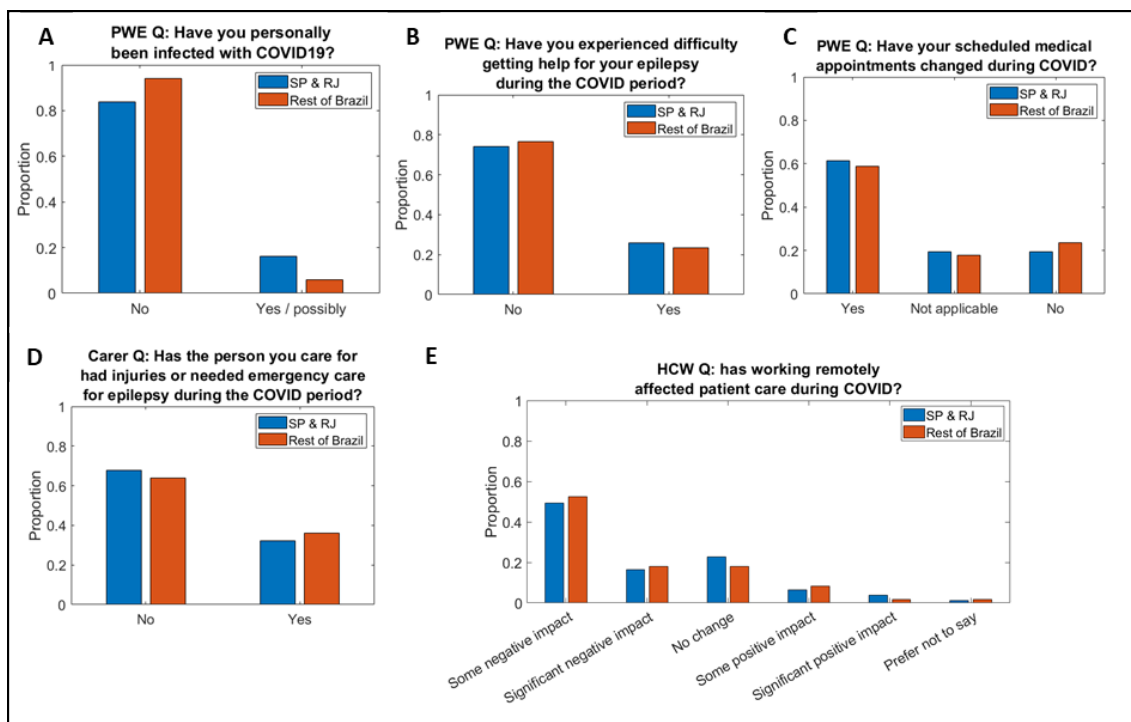 A
PWE Q: Have you personally
been infected with COVID19?
1
0.8
0.6
0.4
0.2
0
Proportion
SP & RJ
Rest of Brazil
No
Yes / possibly
B
PWE Q: Have you experienced difficulty
getting help for your epilepsy
during the COVID period?
1
0.8
0.6
0.4
0.2
0
Proportion
SP & RJ
Rest of Brazil
No
Yes
C
PWE Q: Have your scheduled medical
appointments changed during COVID?
1
0.8
0.6
0.4
0.2
0
Proportion
SP & RJ
Rest of Brazil
Yes
Not applicable
No
D
Carer Q: Has the person you care for
had injuries or needed emergency care
for epilepsy during the COVID period?
1
0.8
0.6
0.4
0.2
0
Proportion
SP & RJ
Rest of Brazil
No
Yes
E
HCW Q: has working remotely
affected patient care during COVID?
1
0.8
0.6
0.4
0.2
0
Proportion
SP & RJ
Rest of Brazil
Some negative impact
Significant negative impact
No change
Some positive impact
Significant positive impact
Prefer not to say